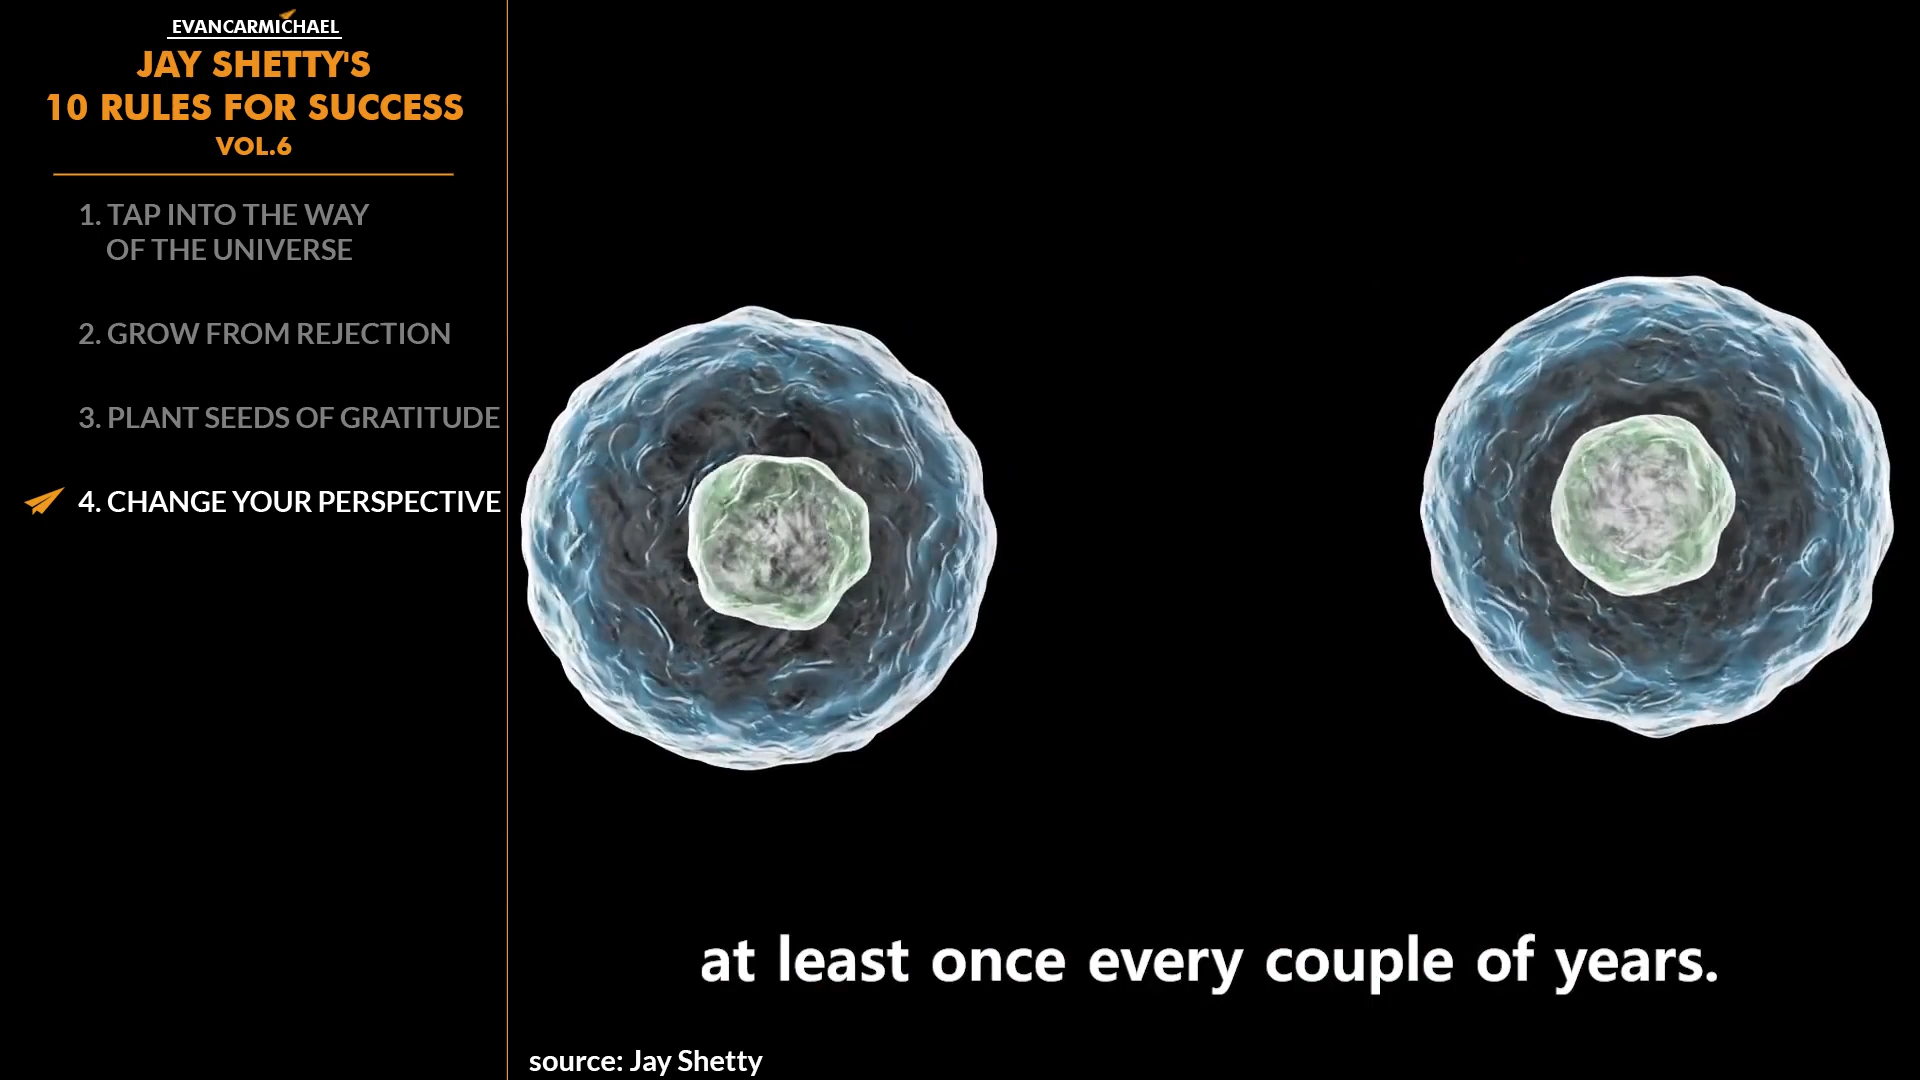 EVANCARMICHAEL
JAY SHETTY'S
10 RULES FOR SUCCESS
VOL.6
1. TAP INTO THE WAY
OF THE UNIVERSE
2. GROW FROM REJECTION
3. PLANT SEEDS OF GRATITUDE
4. CHANGE YOUR PERSPECTIVE
at least once every couple of years.
source: Jay Shetty